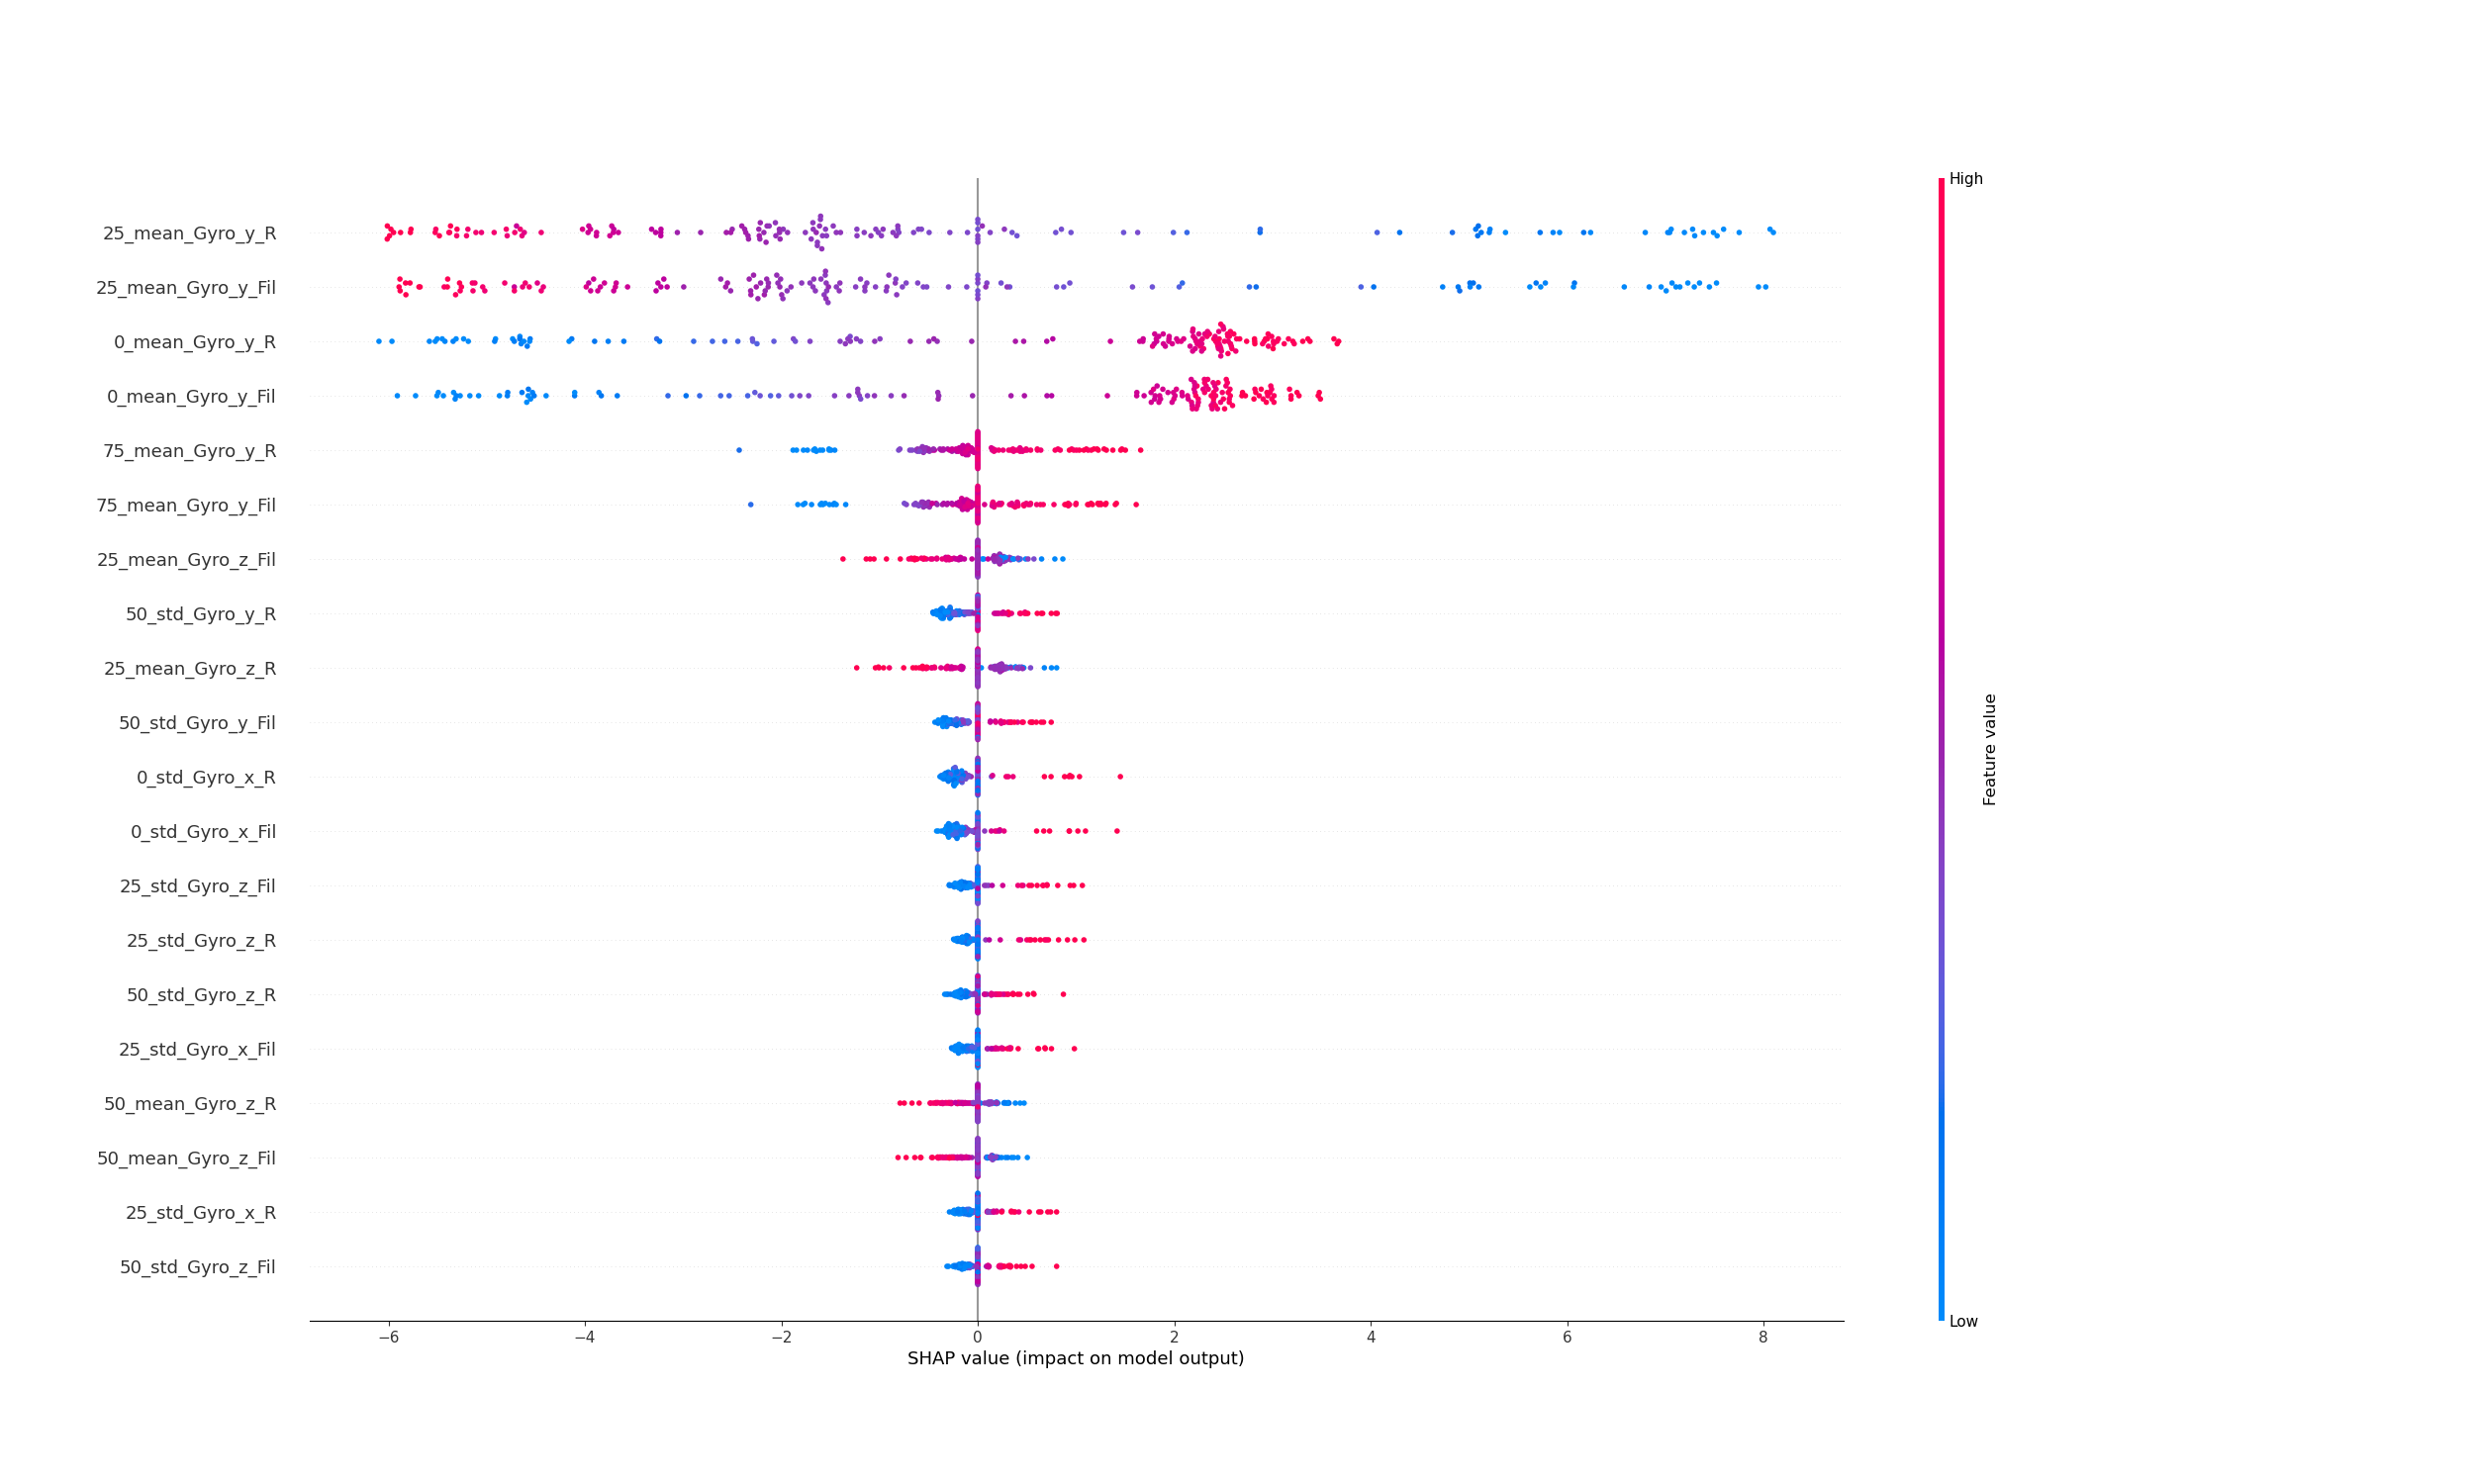 High
25_mean_Gyro_y_R
25_mean_Gyro_y_Fil
0_mean_Gyro_y_R
0_mean_Gyro_y_Fil
75_mean_Gyro_y_R
75_mean_Gyro_y_Fil
25_mean_Gyro_z_Fil
50_std_Gyro_y_R
25_mean_Gyro_z_R
50_std_Gyro_y_Fil
0_std_Gyro_x_R
0_std_Gyro_x_Fil
25_std_Gyro_z_Fil
25_std_Gyro_z_R
50_std_Gyro_z_R
25_std_Gyro_x_Fil
50_mean_Gyro_z_R
50_mean_Gyro_z_Fil
25_std_Gyro_x_R
50_std_Gyro_z_Fil
Feature value
Low
−6 −4 −2 0 2 4 6 8
SHAP value (impact on model output)